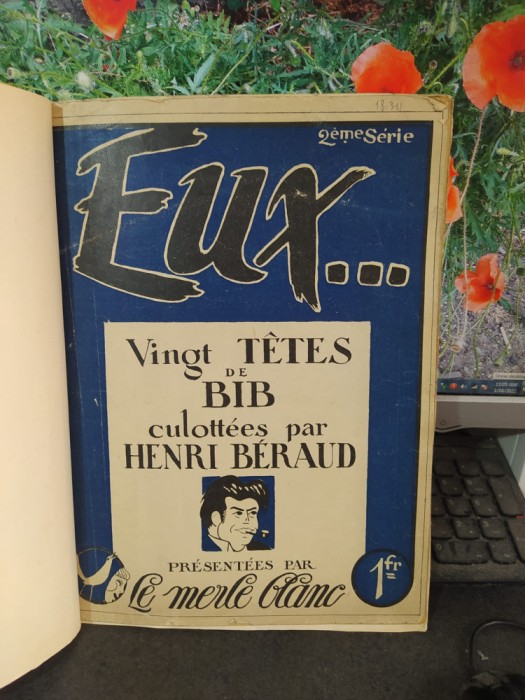 2ème Série
Eux...
Vingt TÊTES
DE
BIB
culottées par
HENRI BÉRAUD
PRÉSENTÉES PAR
Le merle blanc
1fr